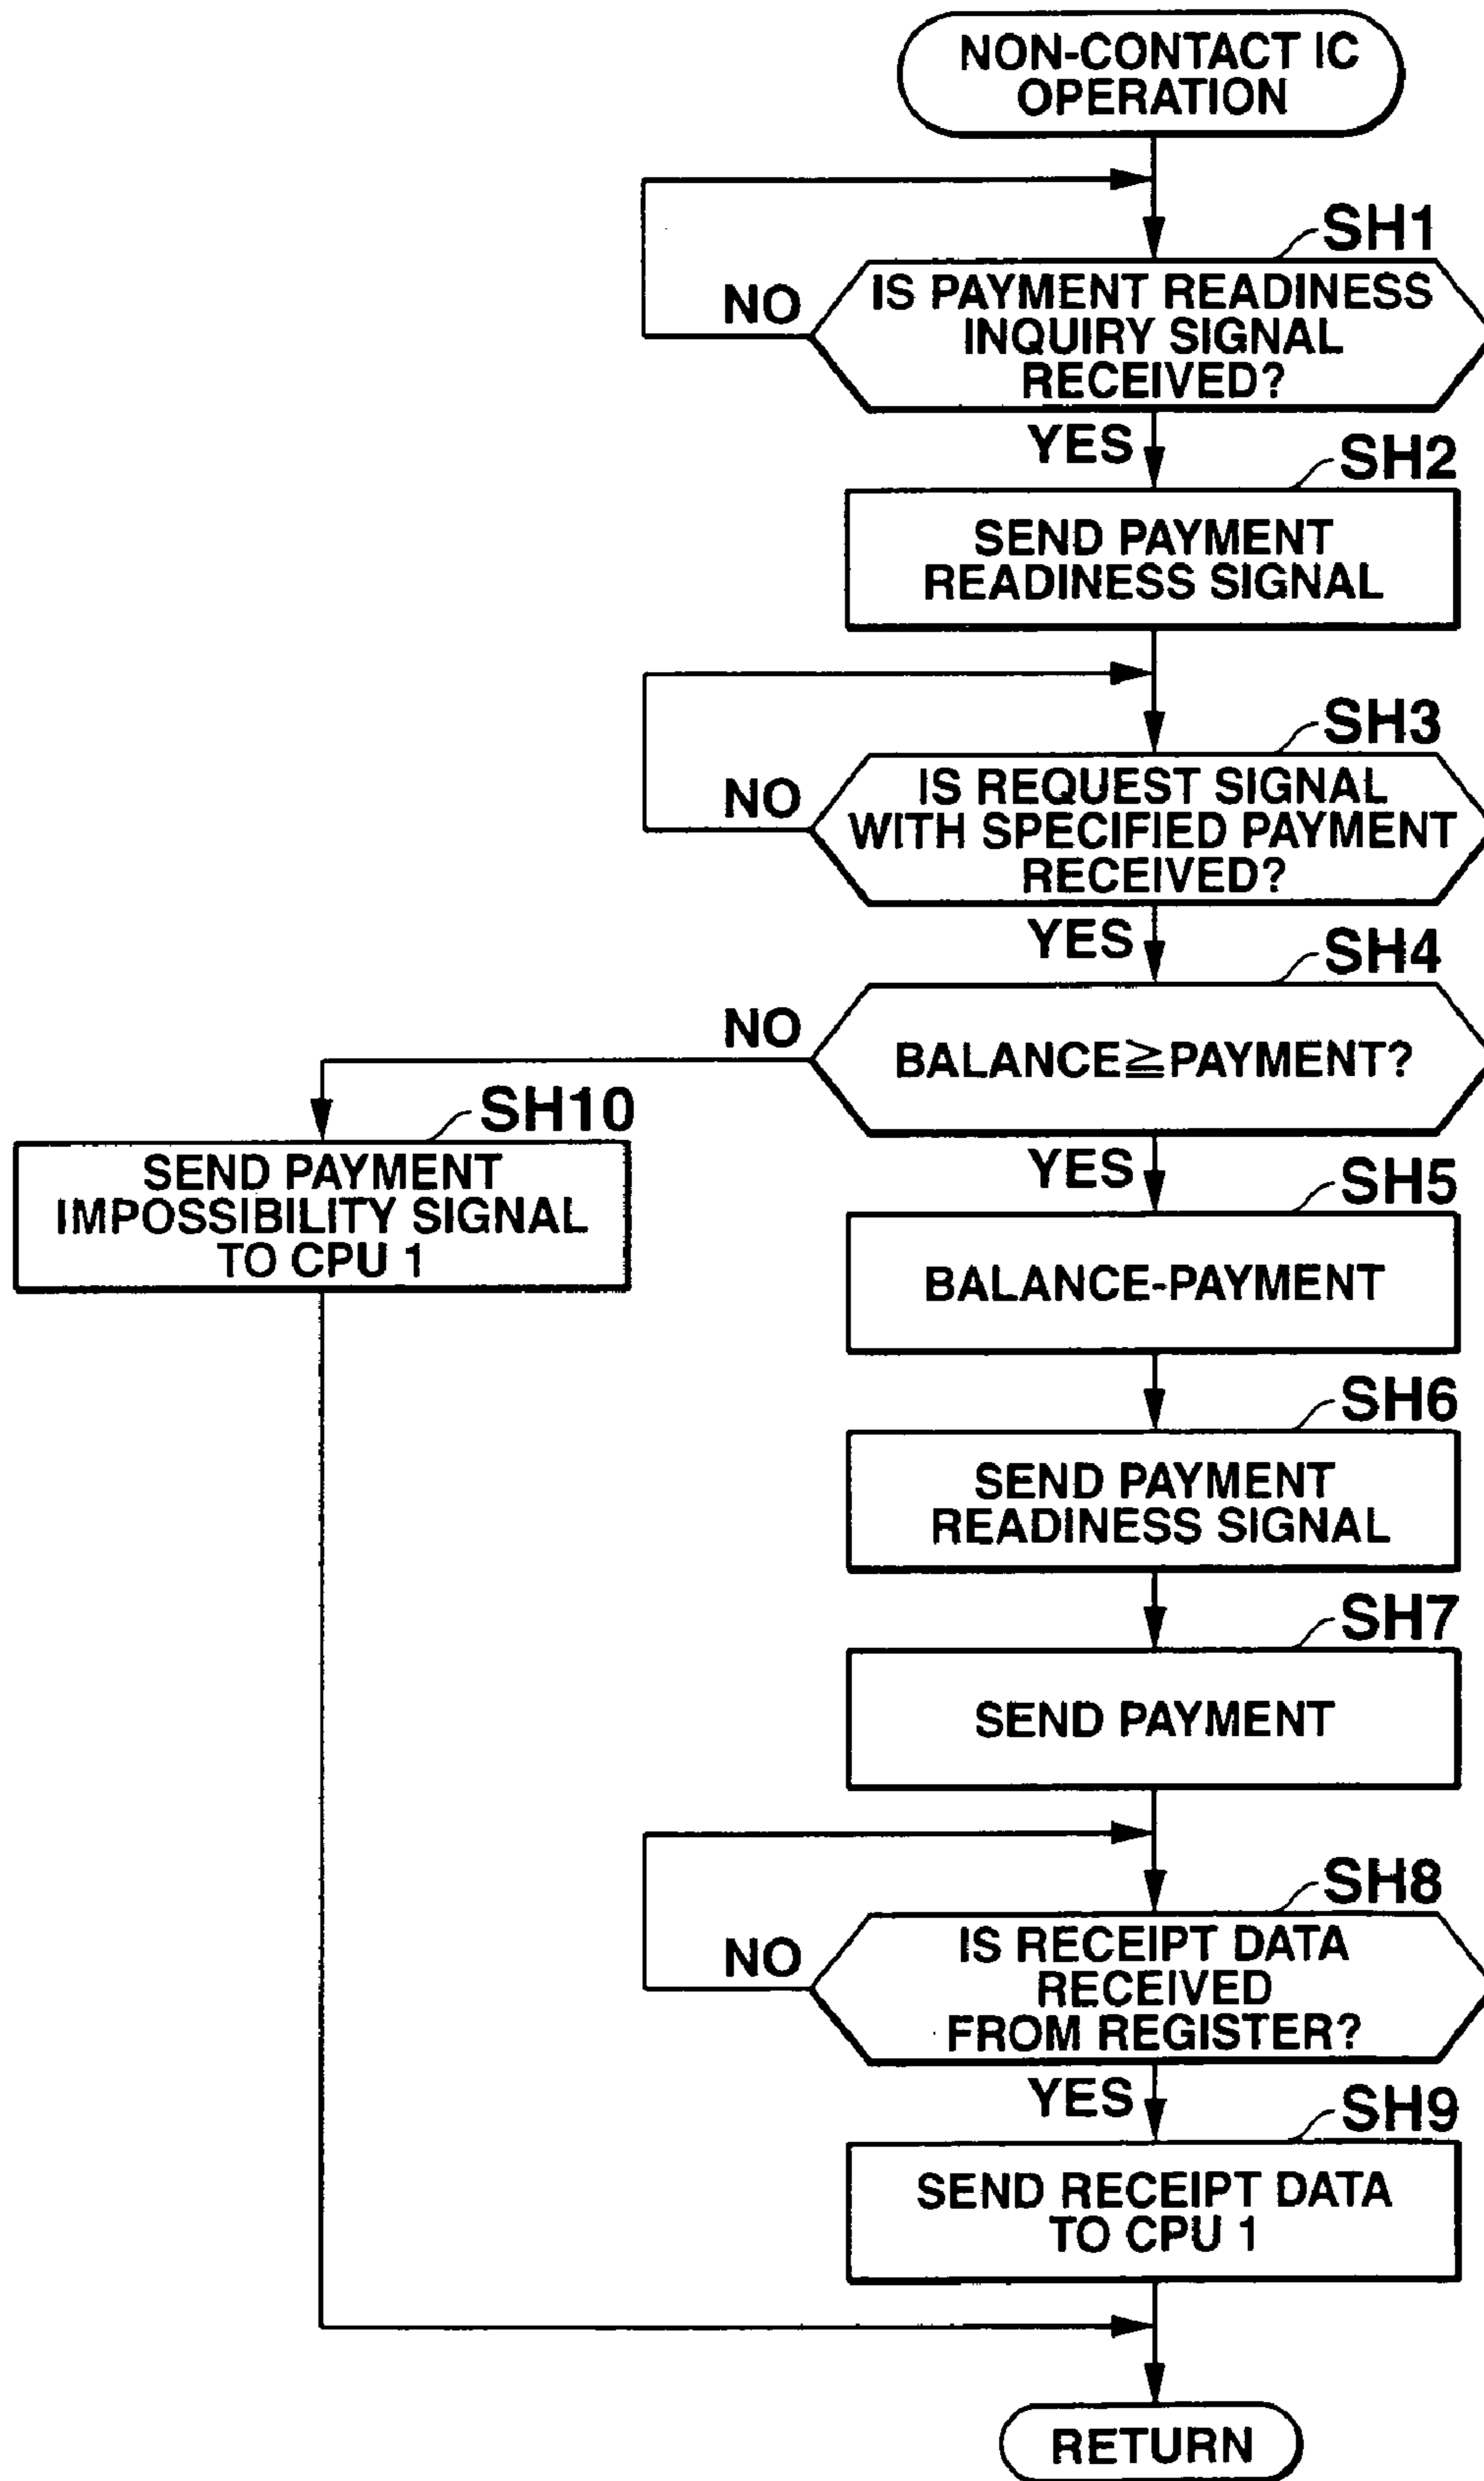 NON-CONTACT IC
OPERATION
SH1
NO
IS PAYMENT READINESS
INQUIRY SIGNAL
RECEIVED?
YES
SH2
SEND PAYMENT
READINESS SIGNAL
SH3
NO
IS REQUEST SIGNAL
WITH SPECIFIED PAYMENT
RECEIVED?
YES
SH4
NO
BALANCE≧PAYMENT?
SH10
SEND PAYMENT
IMPOSSIBILITY SIGNAL
TO CPU 1
YES
SH5
BALANCE-PAYMENT
SH6
SEND PAYMENT
READINESS SIGNAL
SH7
SEND PAYMENT
SH8
NO
IS RECEIPT DATA
RECEIVED
FROM REGISTER?
YES
SH9
SEND RECEIPT DATA
TO CPU 1
RETURN